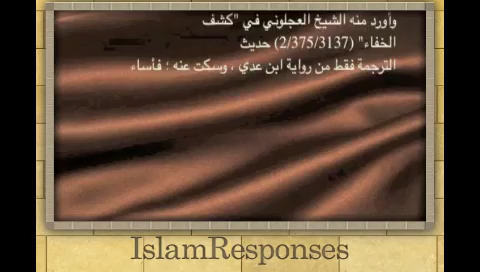 وأورد منه الشيخ العجلوني في "كشف
الخفاء" (2/375/3137) حديث
الترجمة فقط من رواية ابن عدي ، وسكت عنه ؛ فأساء
IslamResponses